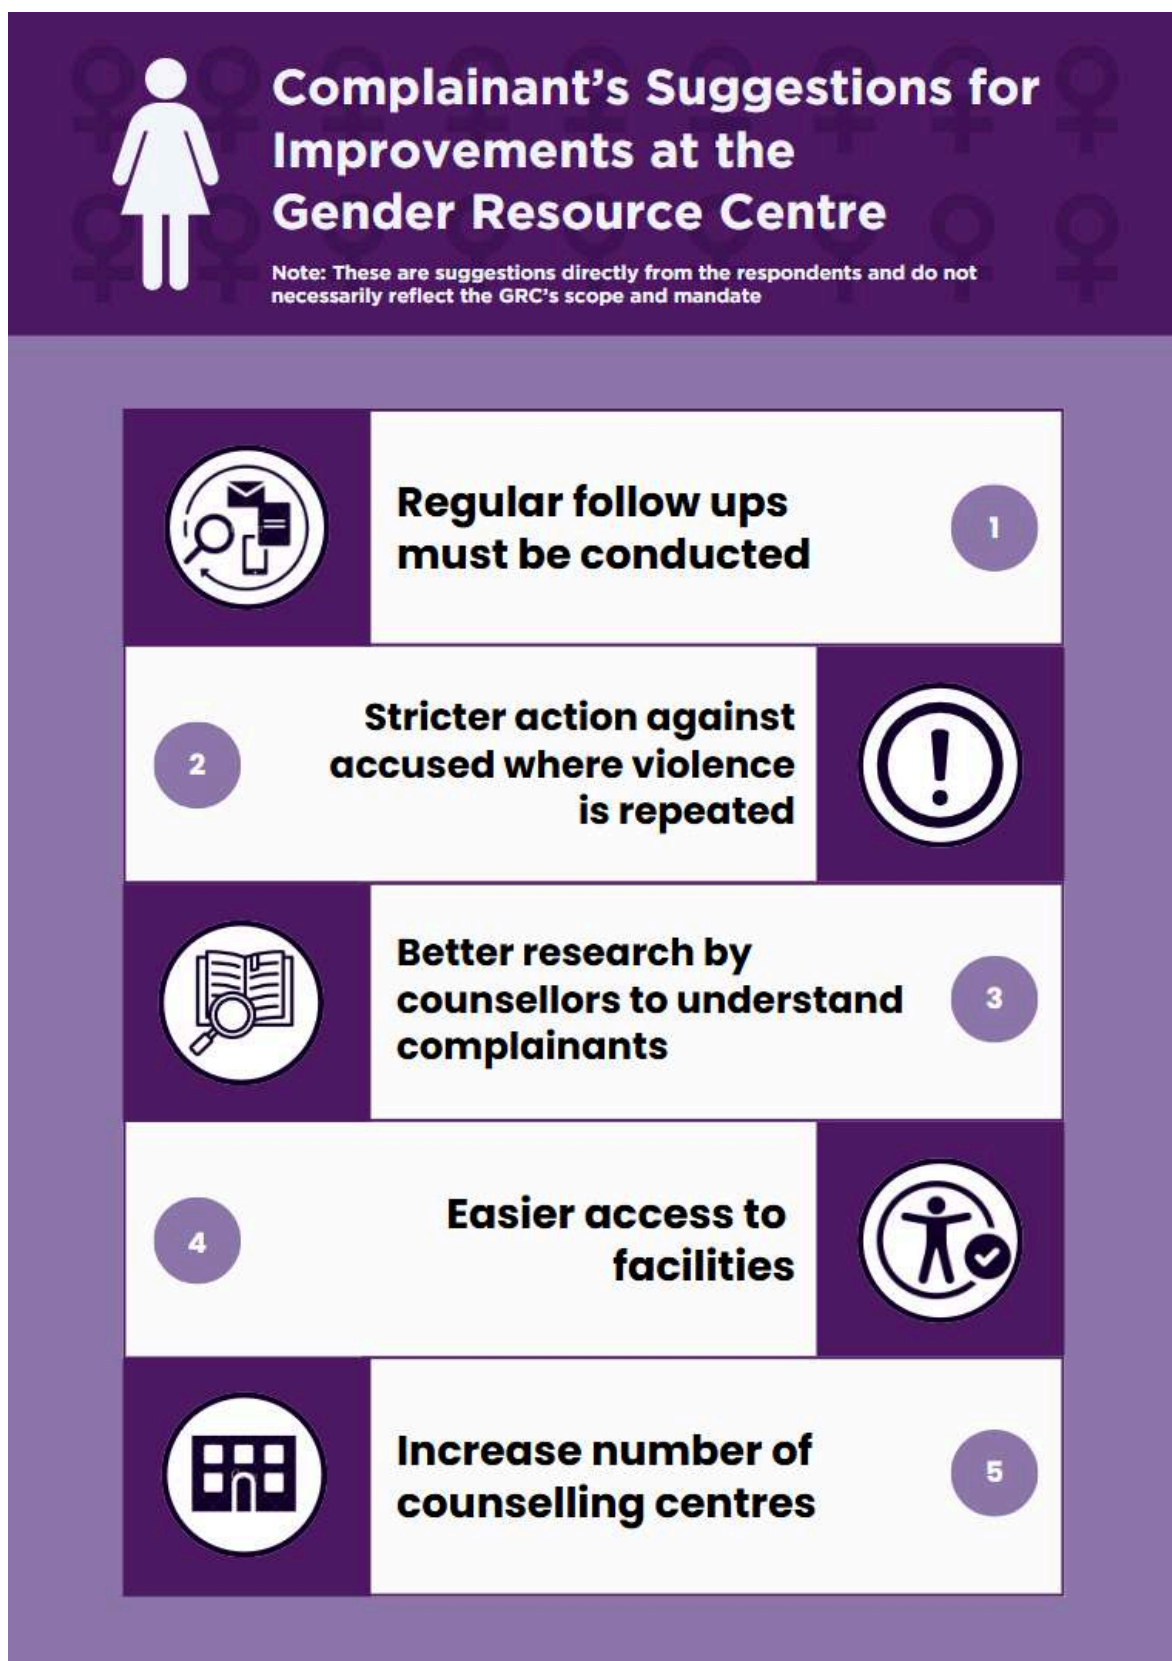 Complainant's Suggestions for
Improvements at the
Gender Resource Centre
Note: These are suggestions directly from the respondents and do not
necessarily reflect the GRC's scope and mandate
Regular follow ups
must be conducted
1
2
Stricter action against
accused where violence
is repeated
Better research by
counsellors to understand
complainants
3
4
Easier access to
facilities
Increase number of
counselling centres
5